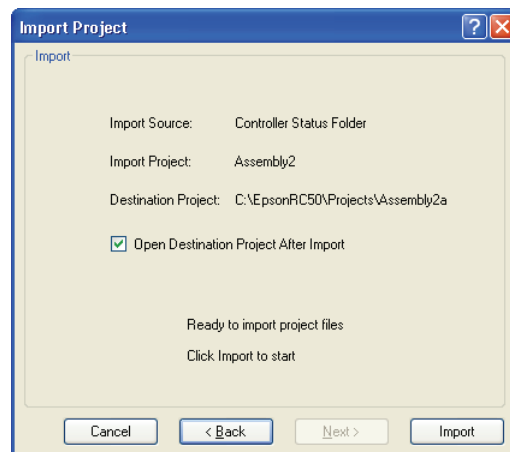 Import Project
Import
Import Source: Controller Status Folder
Import Project: Assembly2
Destination Project: C:\EpsonRC50\Projects\Assembly2a
Open Destination Project After Import
Ready to import project files
Click Import to start
Cancel < Back Next > Import